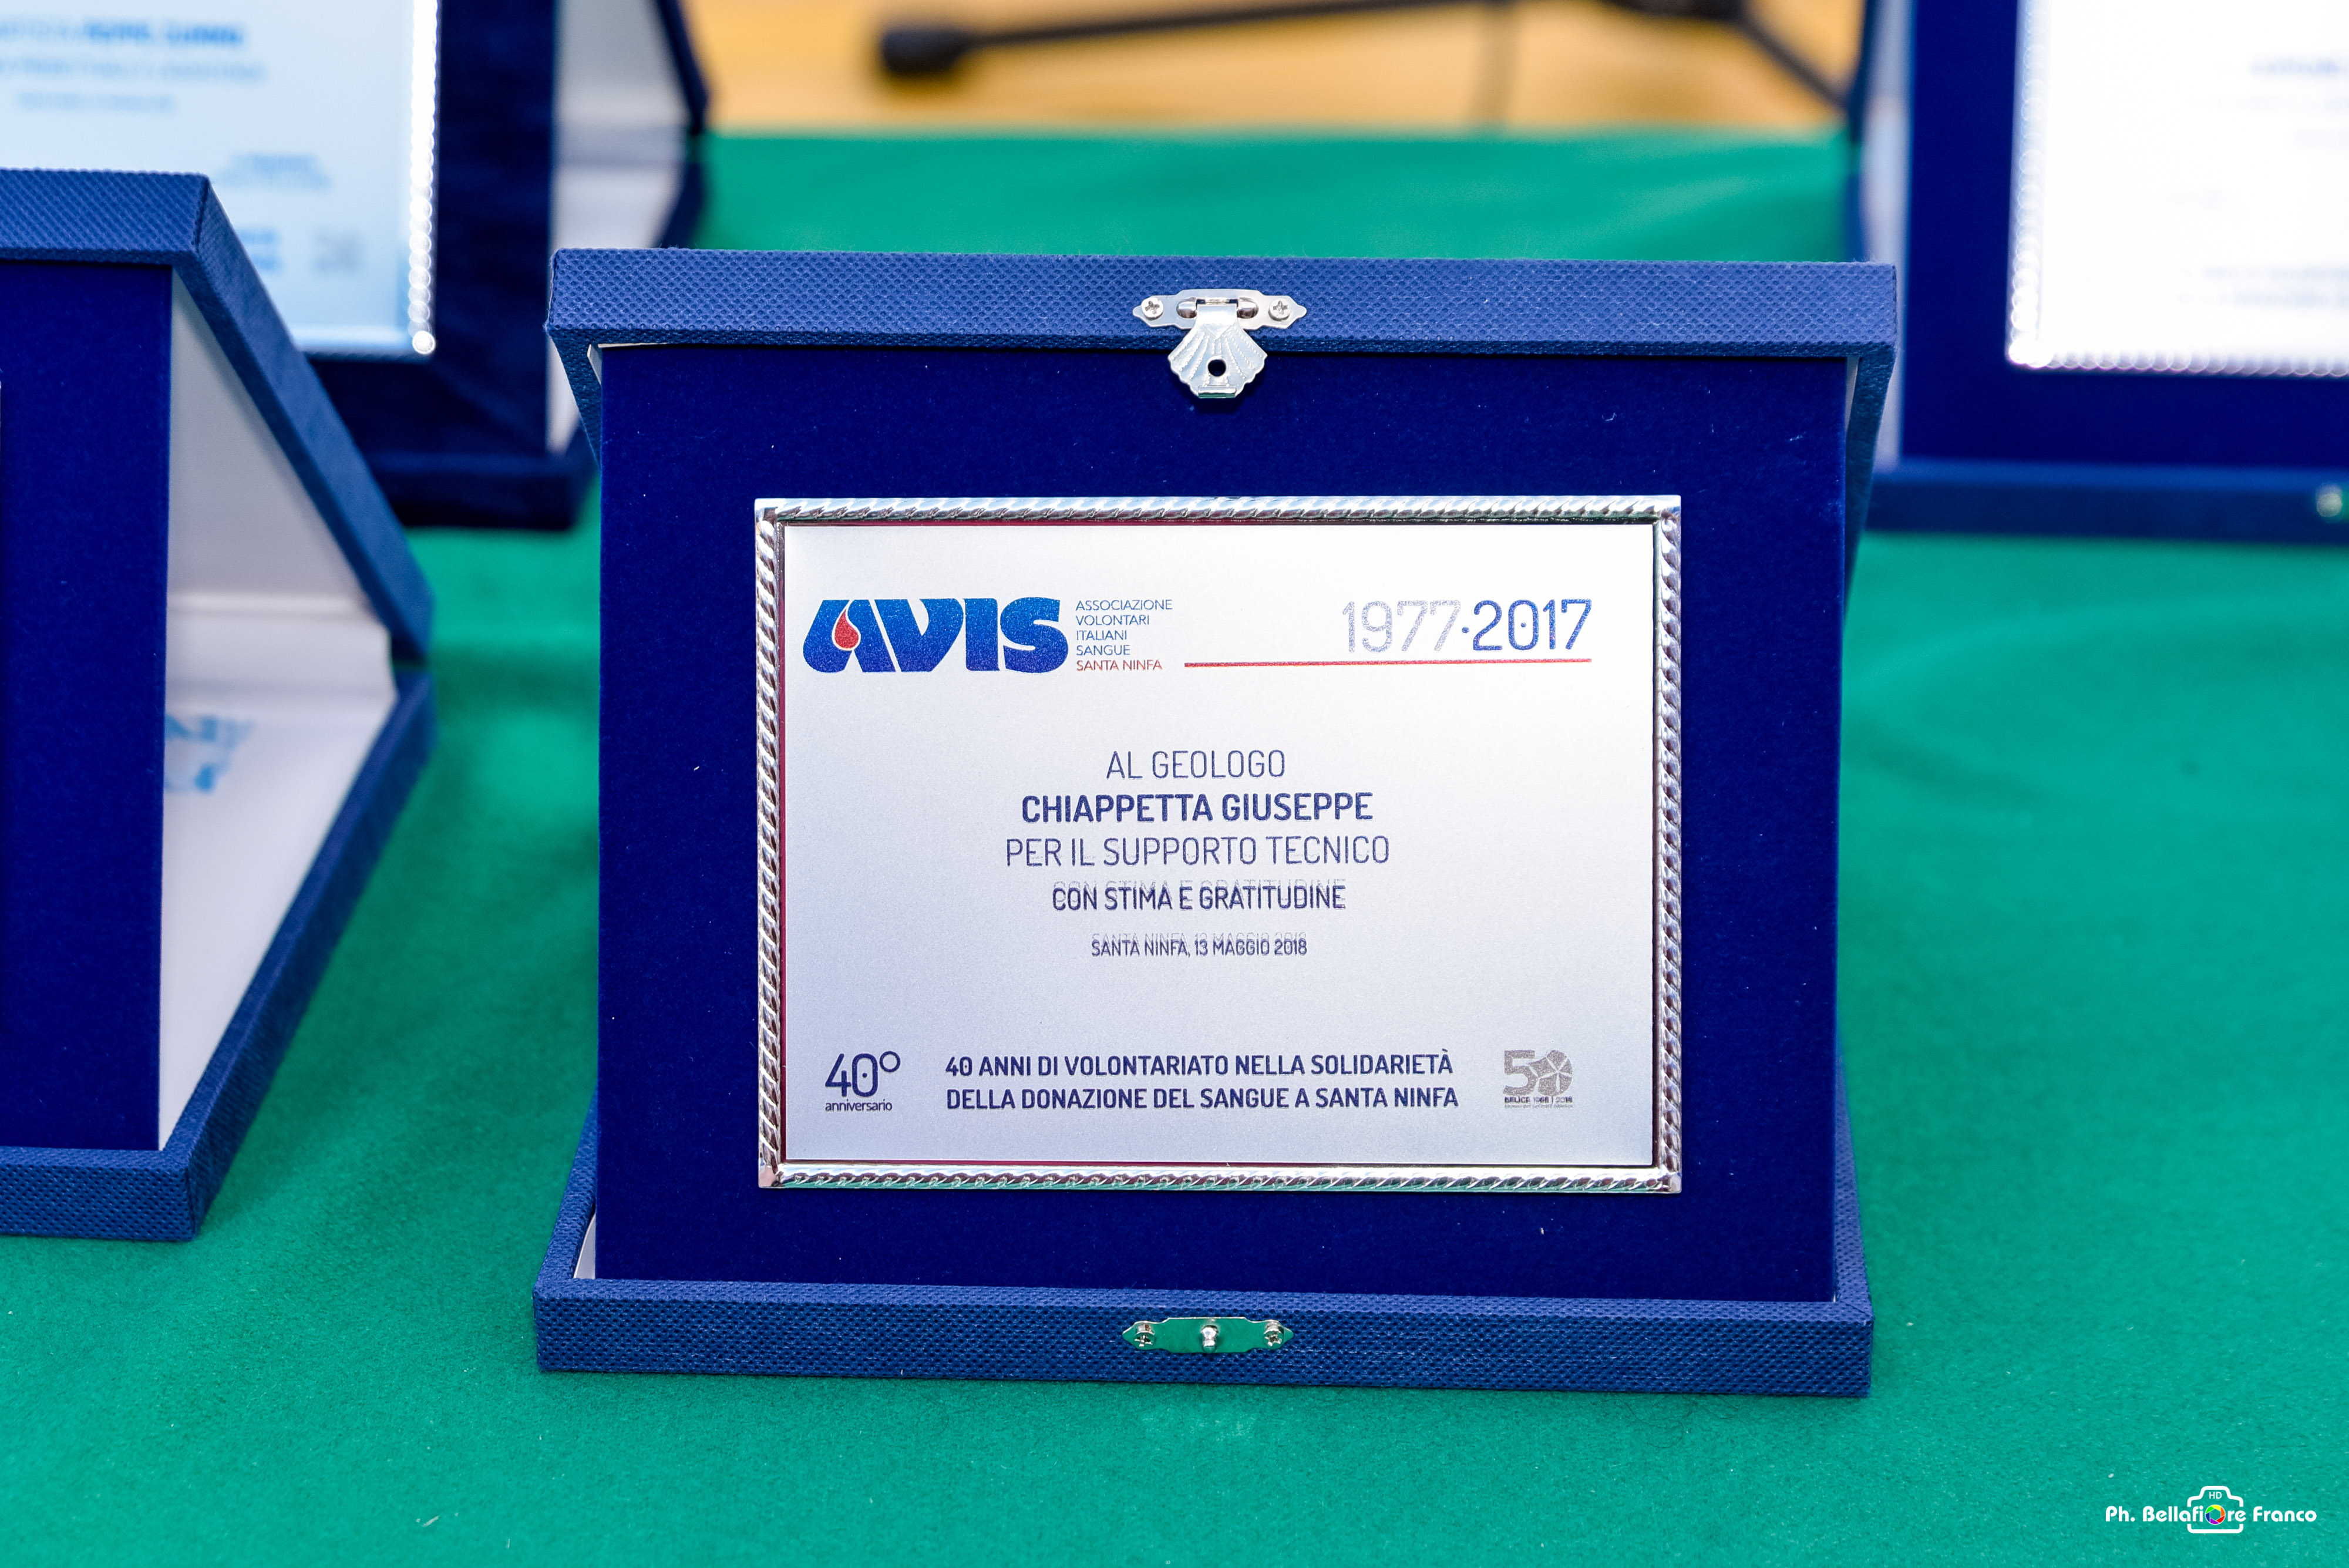 AVIS
ASSOCIAZIONE
VOLONTARI
ITALIANI
SANGUE
SANTA NINFA
1977·2017
AL GEOLOGO
CHIAPPETTA GIUSEPPE
PER IL SUPPORTO TECNICO
CON STIMA E GRATITUDINE
SANTA NINFA, 13 MAGGIO 2018
40°
anniversario
40 ANNI DI VOLONTARIATO NELLA SOLIDARIETÀ
DELLA DONAZIONE DEL SANGUE A SANTA NINFA
50
BELICE 1968 | 2018
HD
Ph. Bellafiore Franco